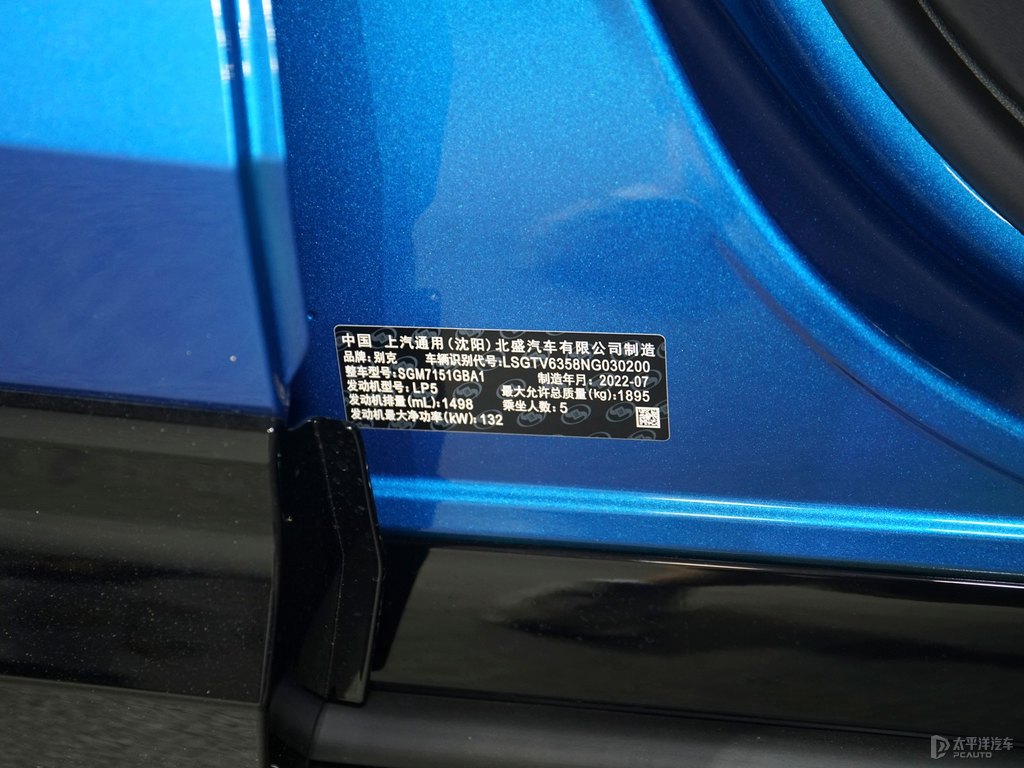 中国 上汽通用(沈阳)北盛汽车有限公司制造
品牌:别克 车辆识别代号:LSGTV6358NG030200
整车型号:SGM7151GBA1 制造年月:2022-07
发动机型号:LP5 最大允许总质量(kg):1895
发动机排量(mL):1498 乘坐人数:5
发动机最大净功率(kW):132
太平洋汽车
PCAUTO